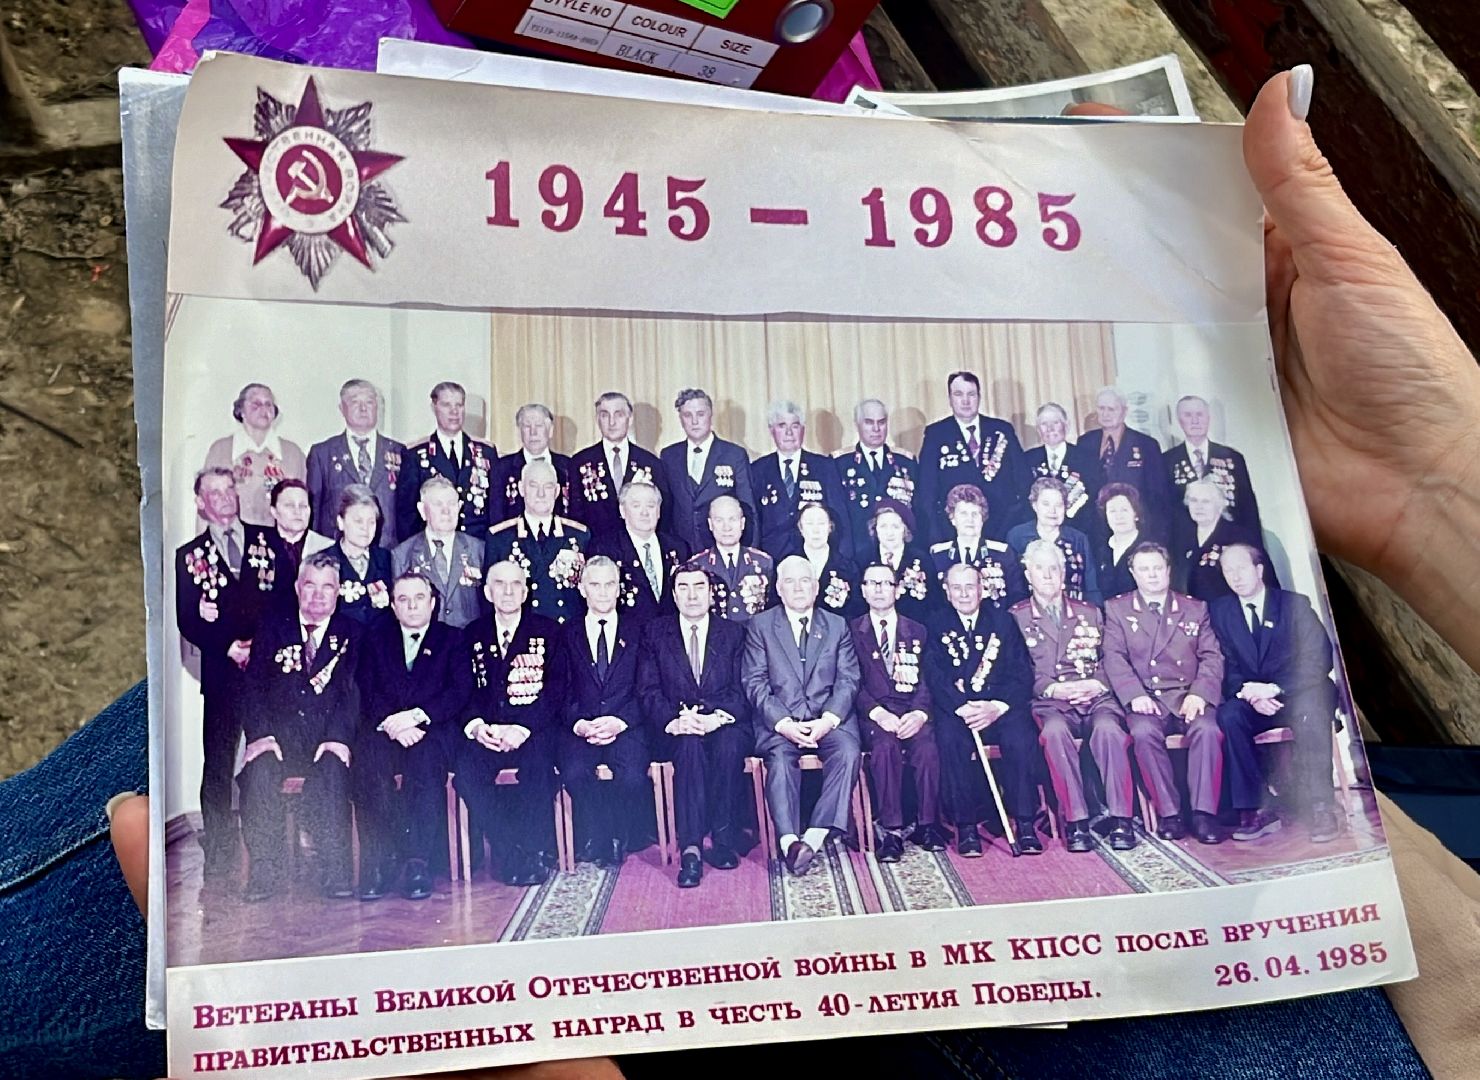 STYLE NO COLOUR SIZE
BLACK 38
1945 — 1985
Ветераны Великой Отечественной войны в МК КПСС после вручения
правительственных наград в честь 40-летия Победы. 26.04.1985